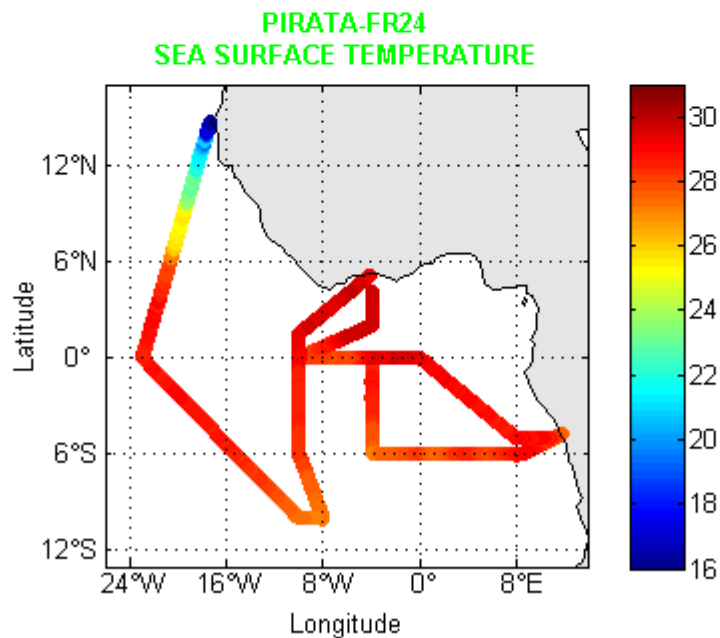 PIRATA-FR24
SEA SURFACE TEMPERATURE
12°N
6°N
0°
6°S
12°S
Latitude
24°W 16°W 8°W 0° 8°E
Longitude
30
28
26
24
22
20
18
16